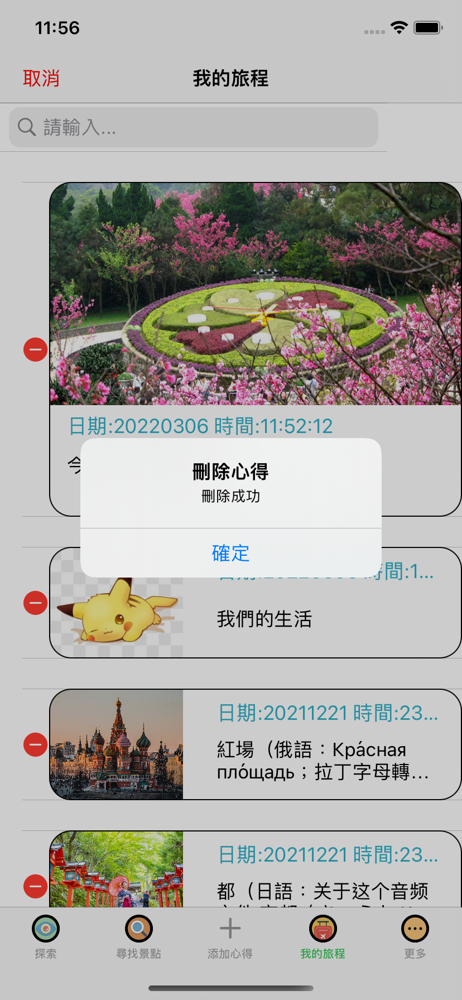 11:56
取消
我的旅程
請輸入...
日期:20220306 時間:11:52:12
今
刪除心得
刪除成功
確定
時間:1...
我們的生活
日期:20211221 時間:23...
紅場（俄語：Кра́сная
пло́щадь；拉丁字母轉...
日期:20211221 時間:23...
都（日語：关于这个音频
探索
尋找景點
添加心得
我的旅程
更多